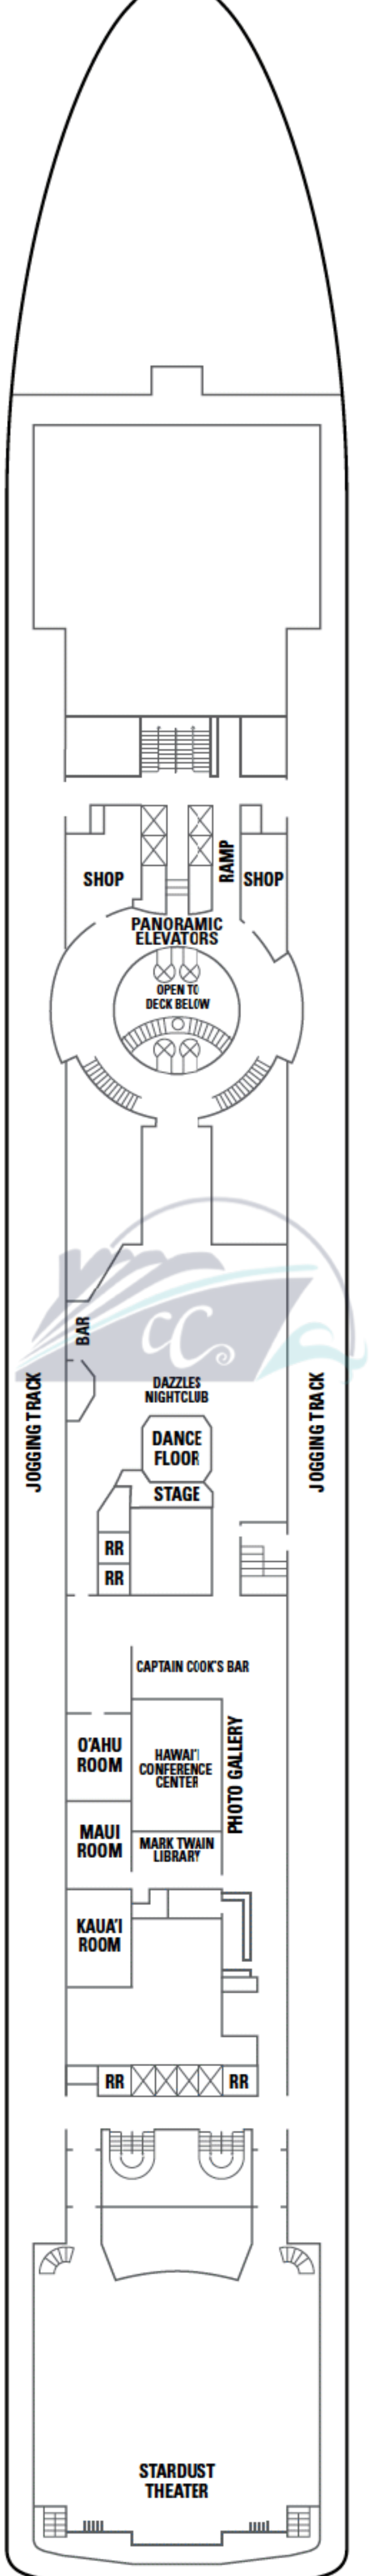 SHOP
RAMP
SHOP
PANORAMIC
ELEVATORS
OPEN TO
DECK BELOW
BAR
CC
JOGGING TRACK
JOGGING TRACK
DAZZLES
NIGHTCLUB
DANCE
FLOOR
STAGE
RR
RR
CAPTAIN COOK'S BAR
O'AHU
ROOM
HAWAI'I
CONFERENCE
CENTER
PHOTO GALLERY
MAUI
ROOM
MARK TWAIN
LIBRARY
KAUA'I
ROOM
RR
RR
STARDUST
THEATER